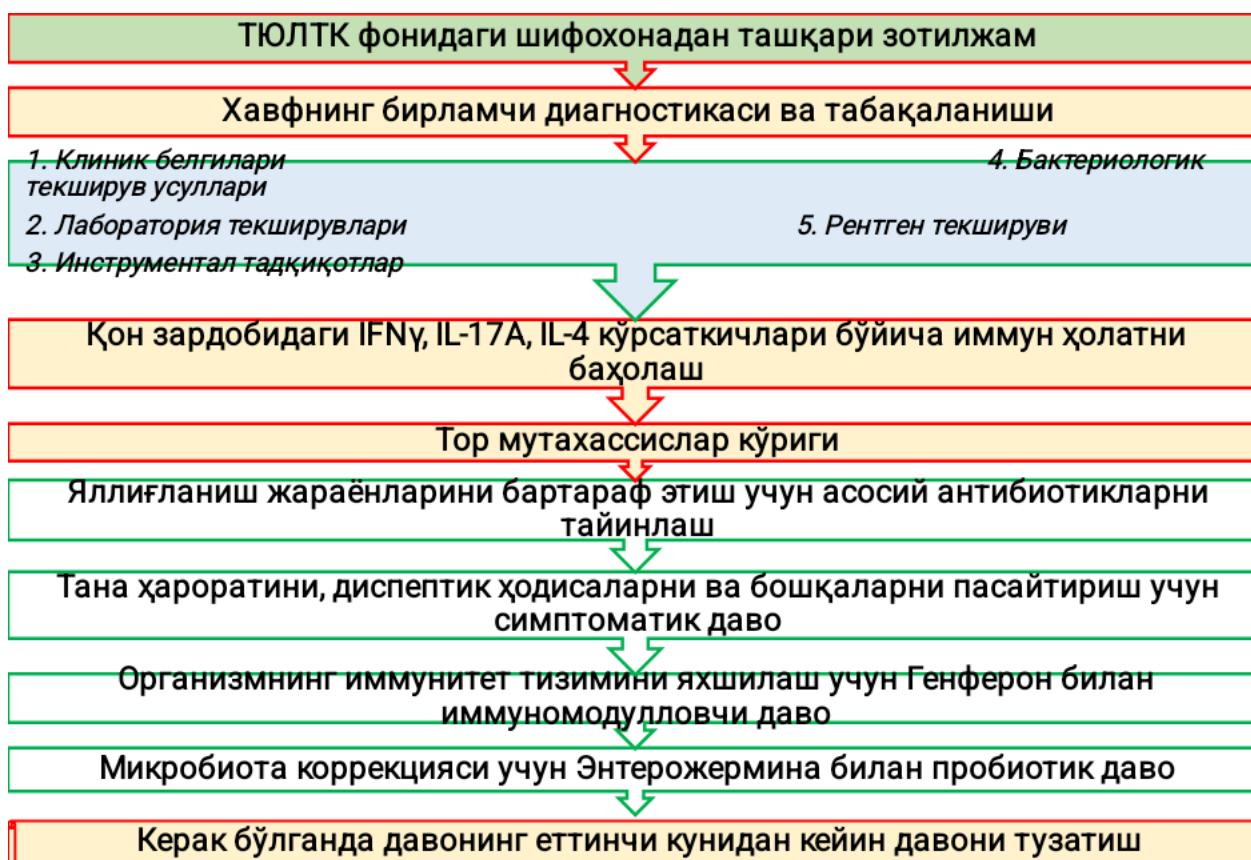 ТЮЛТК фонидаги шифохонадан ташқари зотилжам
Хавфнинг бирламчи диагностикаси ва табақаланиши
1. Клиник белгилари 4. Бактериологик
текширув усуллари
2. Лаборатория текширувлари 5. Рентген текшируви
3. Инструментал тадқиқотлар
Қон зардобидаги IFNγ, IL-17A, IL-4 кўрсаткичлари бўйича иммун ҳолатни
баҳолаш
Тор мутахассислар кўриги
Яллиғланиш жараёнларини бартараф этиш учун асосий антибиотикларни
тайинлаш
Тана ҳароратини, диспептик ҳодисаларни ва бошқаларни пасайтириш учун
симптоматик даво
Организмнинг иммунитет тизимини яхшилаш учун Генферон билан
иммуномодулловчи даво
Микробиота коррекцияси учун Энтерожермина билан пробиотик даво
Керак бўлганда давонинг еттинчи кунидан кейин давони тузатиш